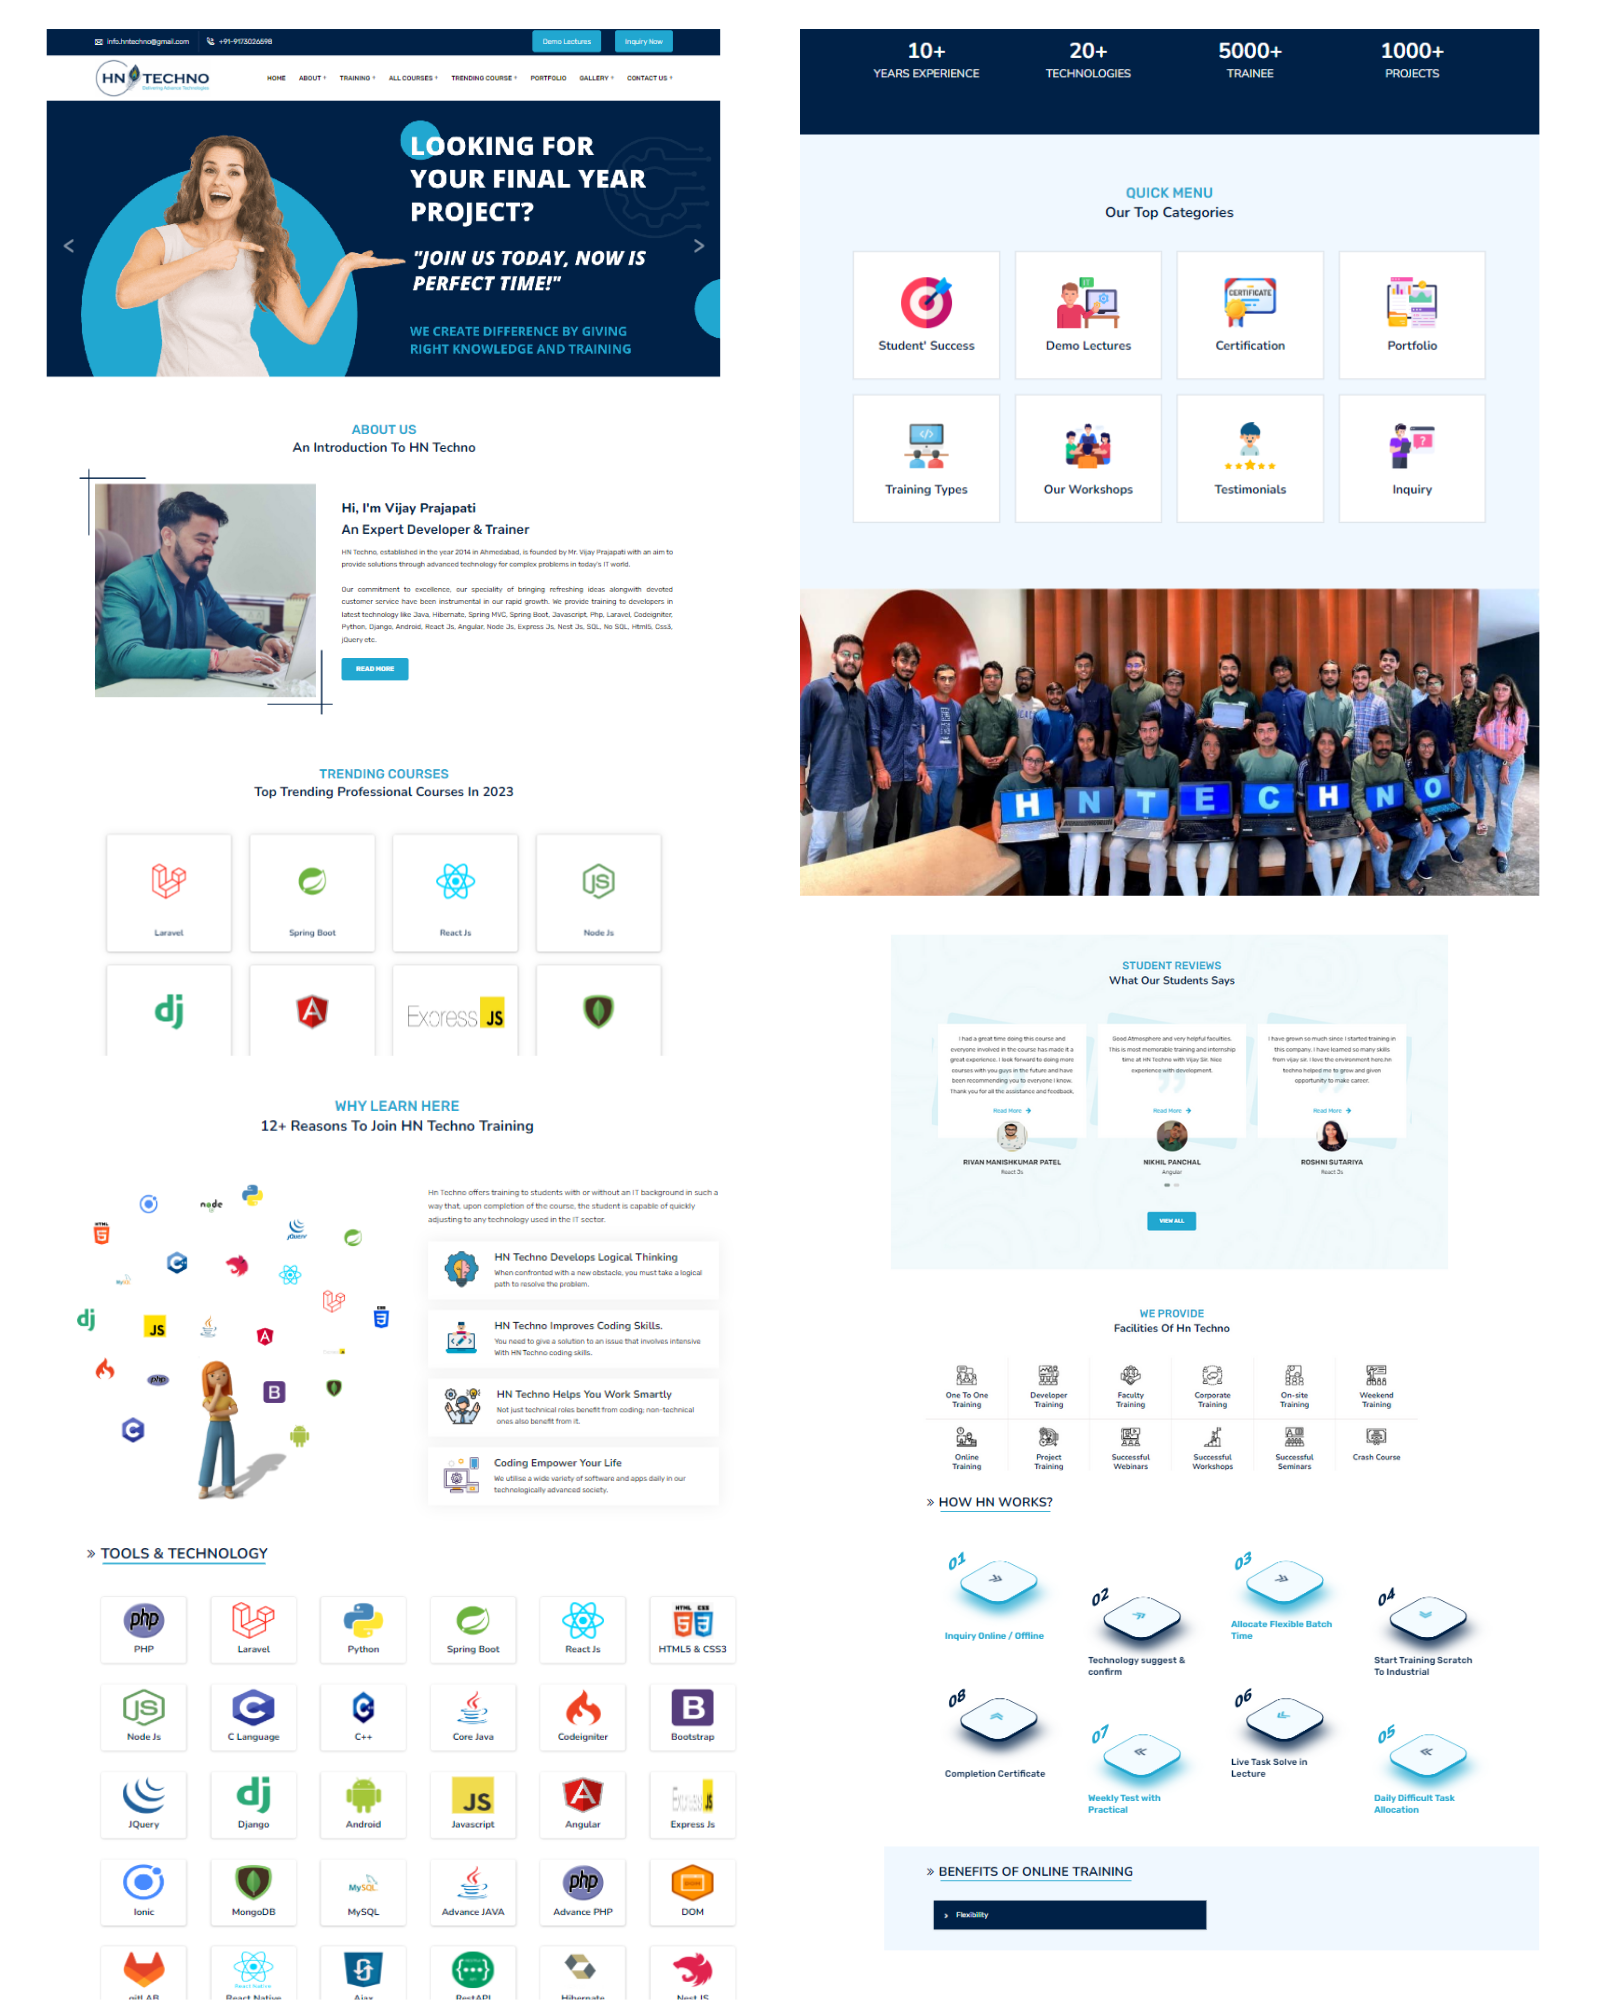 info.hntechno@gmail.com +91-9173026598 Demo Lectures Inquiry Now
HN TECHNO
Delivering Advance Technologies
HOME ABOUT + TRAINING + ALL COURSES + TRENDING COURSE + PORTFOLIO GALLERY + CONTACT US +
LOOKING FOR
YOUR FINAL YEAR
PROJECT?
"JOIN US TODAY, NOW IS
PERFECT TIME!"
WE CREATE DIFFERENCE BY GIVING
RIGHT KNOWLEDGE AND TRAINING
ABOUT US
An Introduction To HN Techno
Hi, I'm Vijay Prajapati
An Expert Developer & Trainer
HN Techno, established in the year 2014 in Ahmedabad, is founded by Mr. Vijay Prajapati with an aim to
provide solutions through advanced technology for complex problems in today's IT world.
Our commitment to excellence, our speciality of bringing refreshing ideas alongwith devoted
customer service have been instrumental in our rapid growth. We provide training to developers in
latest technology like Java, Hibernate, Spring MVC, Spring Boot, Javascript, Php, Laravel, Codeigniter,
Python, Django, Android, React Js, Angular, Node Js, Express Js, Nest Js, SQL, No SQL, Html5, Css3,
jQuery etc.
READ MORE
TRENDING COURSES
Top Trending Professional Courses In 2023
Laravel Spring Boot React Js Node Js
dj Express JS
WHY LEARN HERE
12+ Reasons To Join HN Techno Training
Hn Techno offers training to students with or without an IT background in such a
way that, upon completion of the course, the student is capable of quickly
adjusting to any technology used in the IT sector.
HN Techno Develops Logical Thinking
When confronted with a new obstacle, you must take a logical
path to resolve the problem.
HN Techno Improves Coding Skills.
You need to give a solution to an issue that involves intensive
With HN Techno coding skills.
HN Techno Helps You Work Smartly
Not just technical roles benefit from coding; non-technical
ones also benefit from it.
Coding Empower Your Life
We utilise a wide variety of software and apps daily in our
technologically advanced society.
TOOLS & TECHNOLOGY
PHP Laravel Python Spring Boot React Js HTML5 & CSS3
Node Js C Language C++ Core Java Codeigniter Bootstrap
JQuery Django Android Javascript Angular Express Js
Ionic MongoDB MySQL Advance JAVA Advance PHP DOM
gitLAB React Native Ajax RestAPI Hibernate Nest JS
10+ 20+ 5000+ 1000+
YEARS EXPERIENCE TECHNOLOGIES TRAINEE PROJECTS
QUICK MENU
Our Top Categories
CERTIFICATE
Student' Success Demo Lectures Certification Portfolio
Training Types Our Workshops Testimonials Inquiry
H N T E C H N O
STUDENT REVIEWS
What Our Students Says
I had a great time doing this course and
everyone involved in the course has made it a
great experience. I look forward to doing more
courses with you guys in the future and have
been recommending you to everyone I know.
Thank you for all the assistance and feedback.
Read More
RIVAN MANISHKUMAR PATEL
React Js
Good Atmosphere and very helpful faculties.
This is most memorable training and internship
time at HN Techno with Vijay Sir. Nice
experience with development.
Read More
NIKHIL PANCHAL
Angular
I have grown so much since I started training in
this company, I have learned so many skills
from vijay sir. I love the environment here.hn
techno helped me to grow and given
opportunity to make career.
Read More
ROSHNI SUTARIYA
React Js
VIEW ALL
WE PROVIDE
Facilities Of Hn Techno
One To One Training
Developer Training
Faculty Training
Corporate Training
On-site Training
Weekend Training
Online Training
Project Training
Successful Webinars
Successful Workshops
Successful Seminars
Crash Course
HOW HN WORKS?
01
Inquiry Online / Offline
02
Technology suggest &
confirm
03
Allocate Flexible Batch
Time
04
Start Training Scratch
To Industrial
08
Completion Certificate
07
Weekly Test with
Practical
06
Live Task Solve in
Lecture
05
Daily Difficult Task
Allocation
BENEFITS OF ONLINE TRAINING
Flexibility